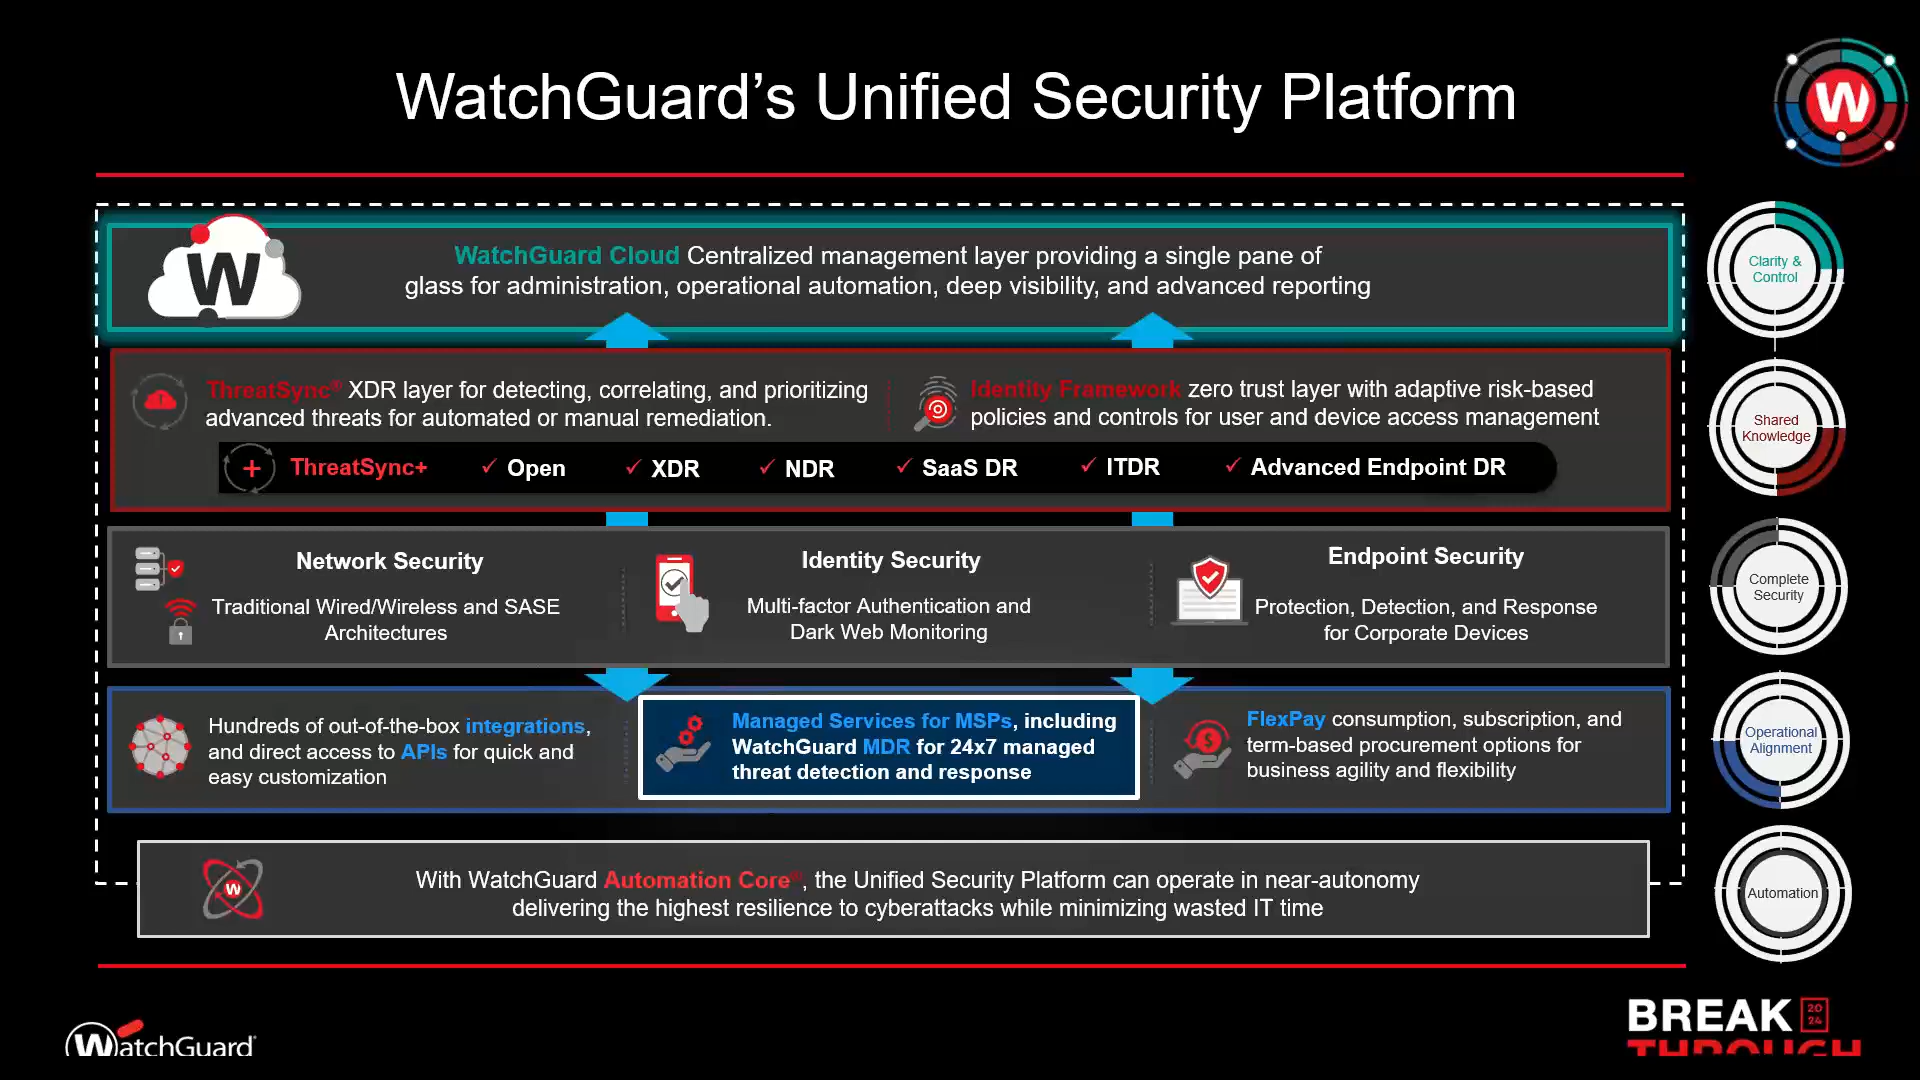 WatchGuard's Unified Security Platform
W
W
WatchGuard Cloud Centralized management layer providing a single pane of
glass for administration, operational automation, deep visibility, and advanced reporting
Clarity &
Control
ThreatSync® XDR layer for detecting, correlating, and prioritizing
advanced threats for automated or manual remediation.
Identity Framework zero trust layer with adaptive risk-based
policies and controls for user and device access management
Shared
Knowledge
ThreatSync+ ✓ Open ✓ XDR ✓ NDR ✓ SaaS DR ✓ ITDR ✓ Advanced Endpoint DR
Network Security
Traditional Wired/Wireless and SASE
Architectures
Identity Security
Multi-factor Authentication and
Dark Web Monitoring
Endpoint Security
Protection, Detection, and Response
for Corporate Devices
Complete
Security
Hundreds of out-of-the-box integrations,
and direct access to APIs for quick and
easy customization
Managed Services for MSPs, including
WatchGuard MDR for 24x7 managed
threat detection and response
FlexPay consumption, subscription, and
term-based procurement options for
business agility and flexibility
Operational
Alignment
W
With WatchGuard Automation Core®, the Unified Security Platform can operate in near-autonomy
delivering the highest resilience to cyberattacks while minimizing wasted IT time
Automation
WatchGuard
BREAK 2024
THROUGH